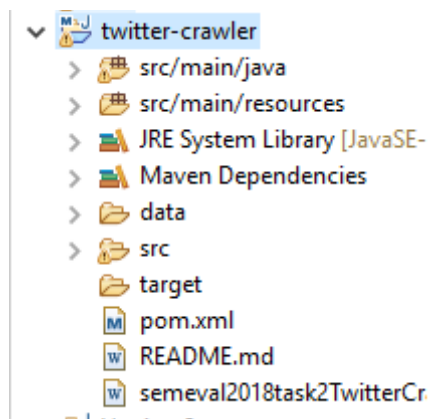 twitter-crawler
src/main/java
src/main/resources
JRE System Library [JavaSE-
Maven Dependencies
data
src
target
pom.xml
README.md
semeval2018task2TwitterCr